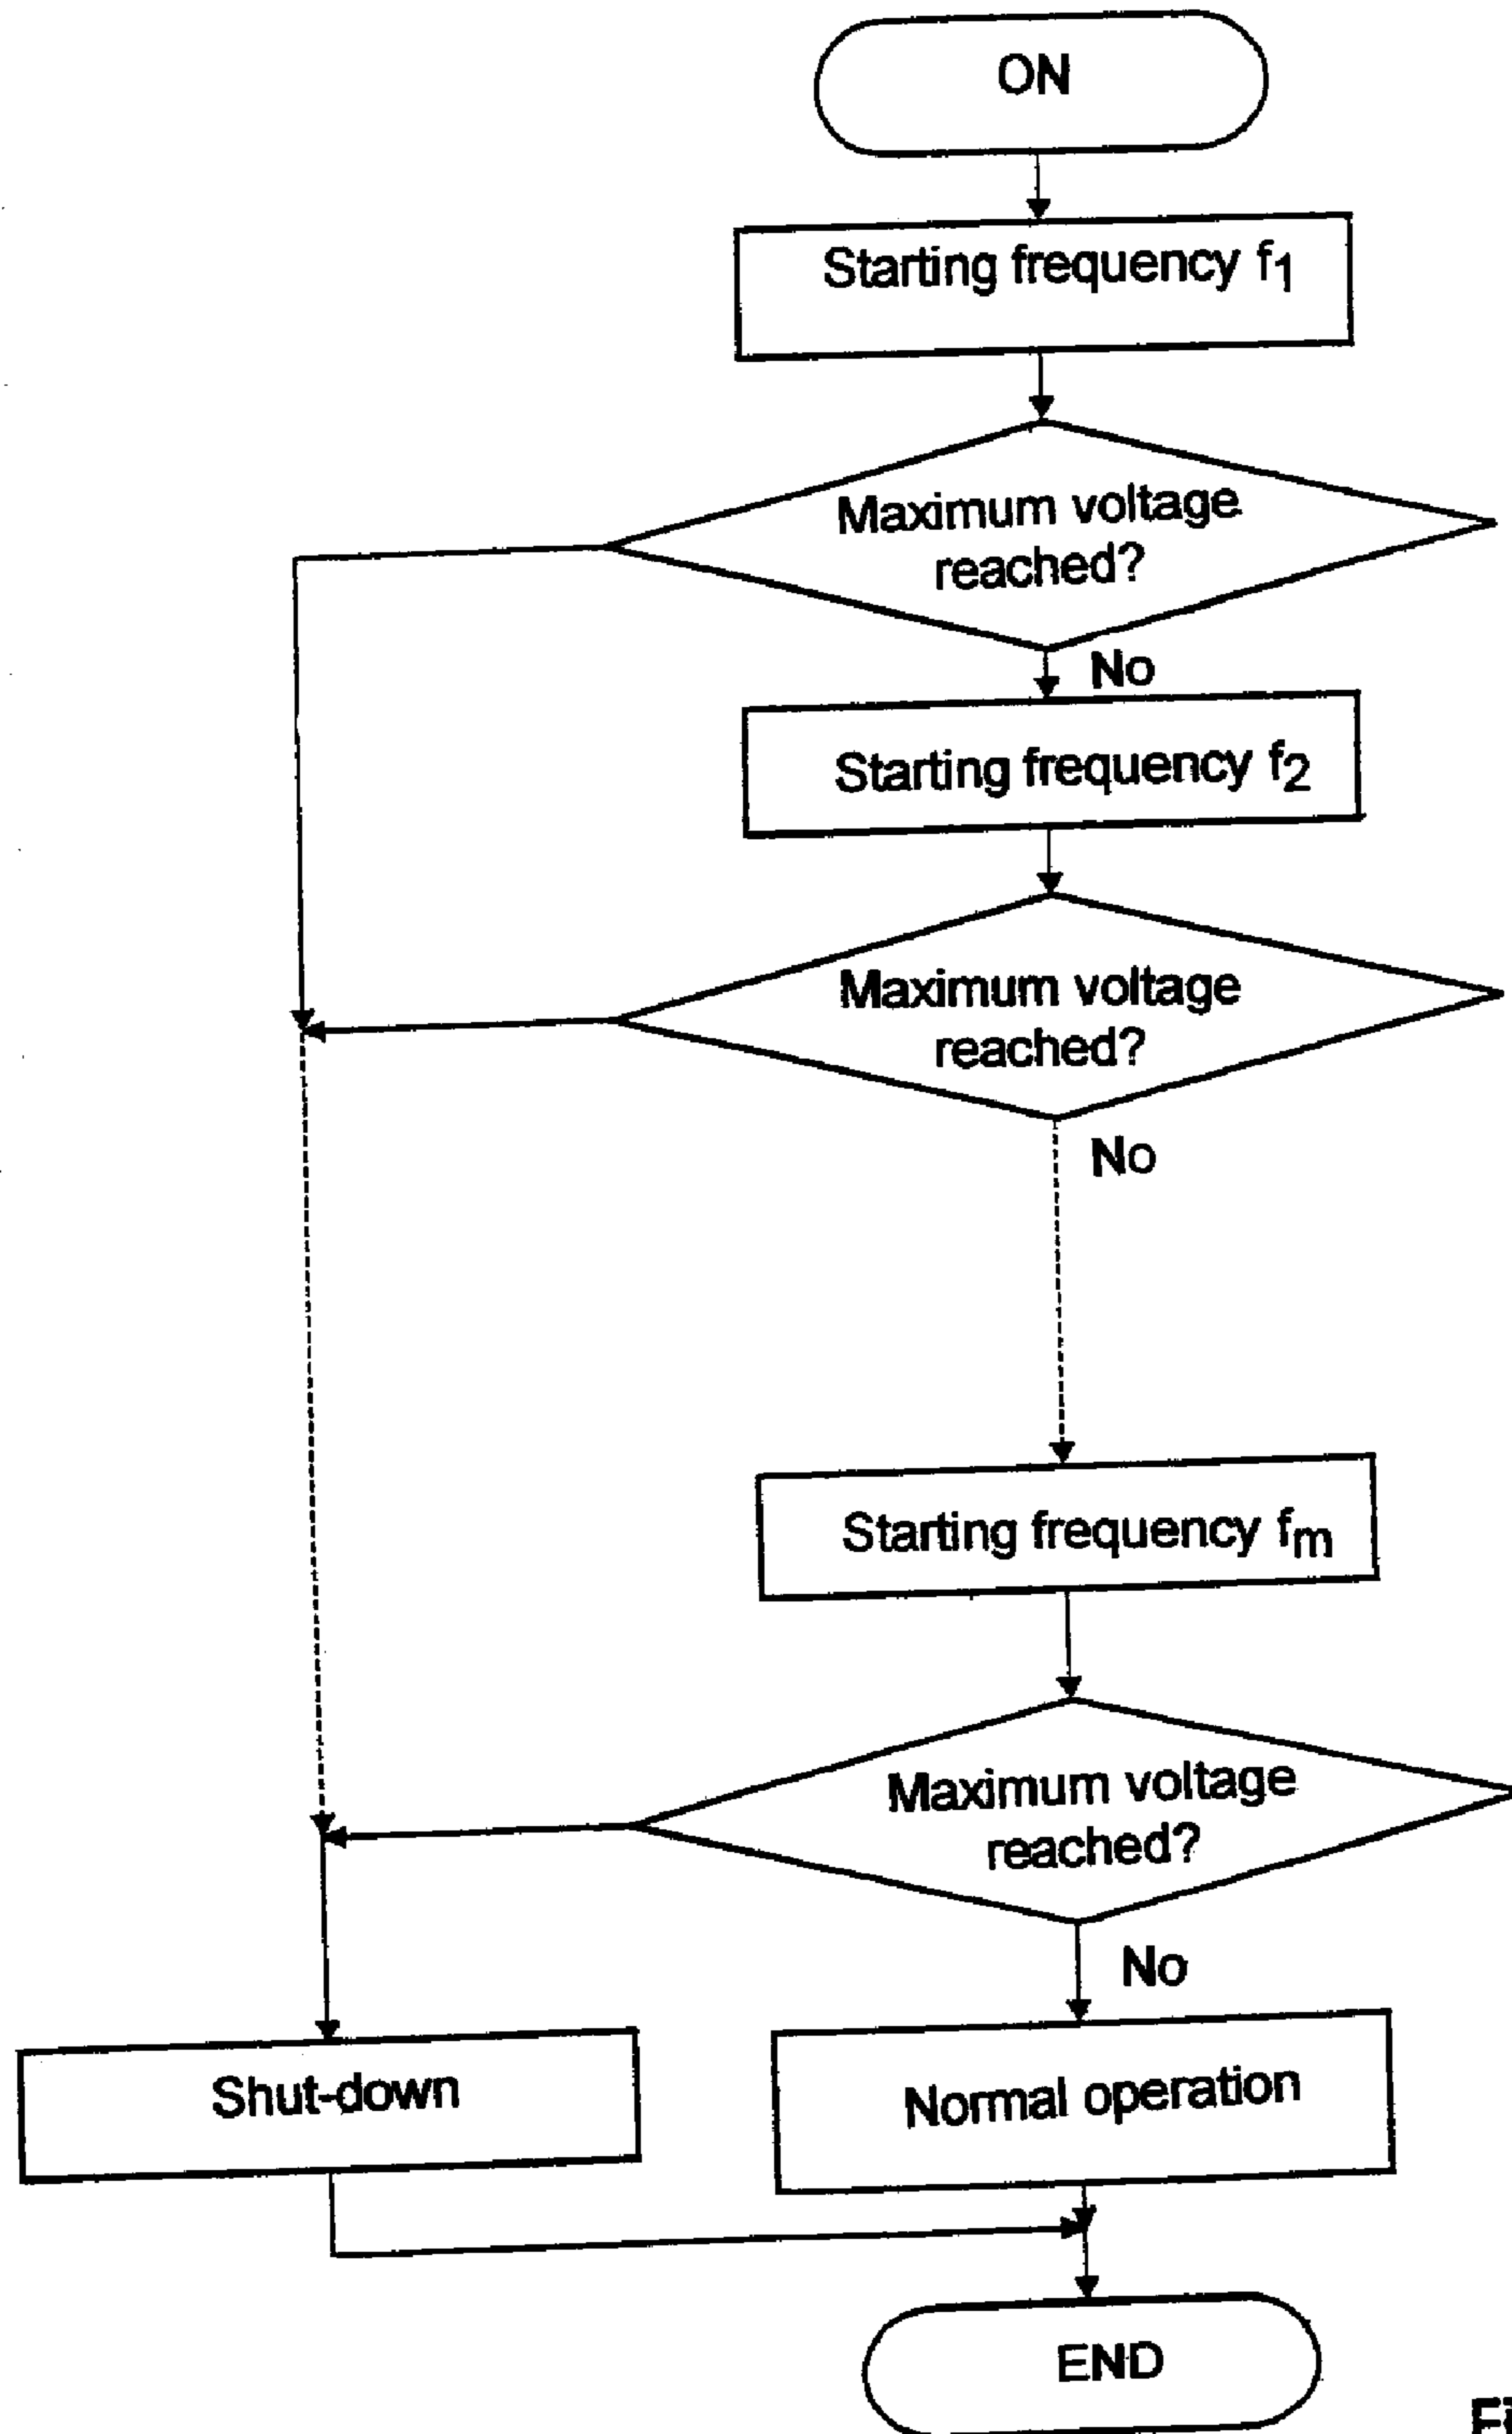 ON
Starting frequency f1
Maximum voltage
reached?
No
Starting frequency f2
Maximum voltage
reached?
No
Starting frequency fm
Maximum voltage
reached?
No
Shut-down
Normal operation
END